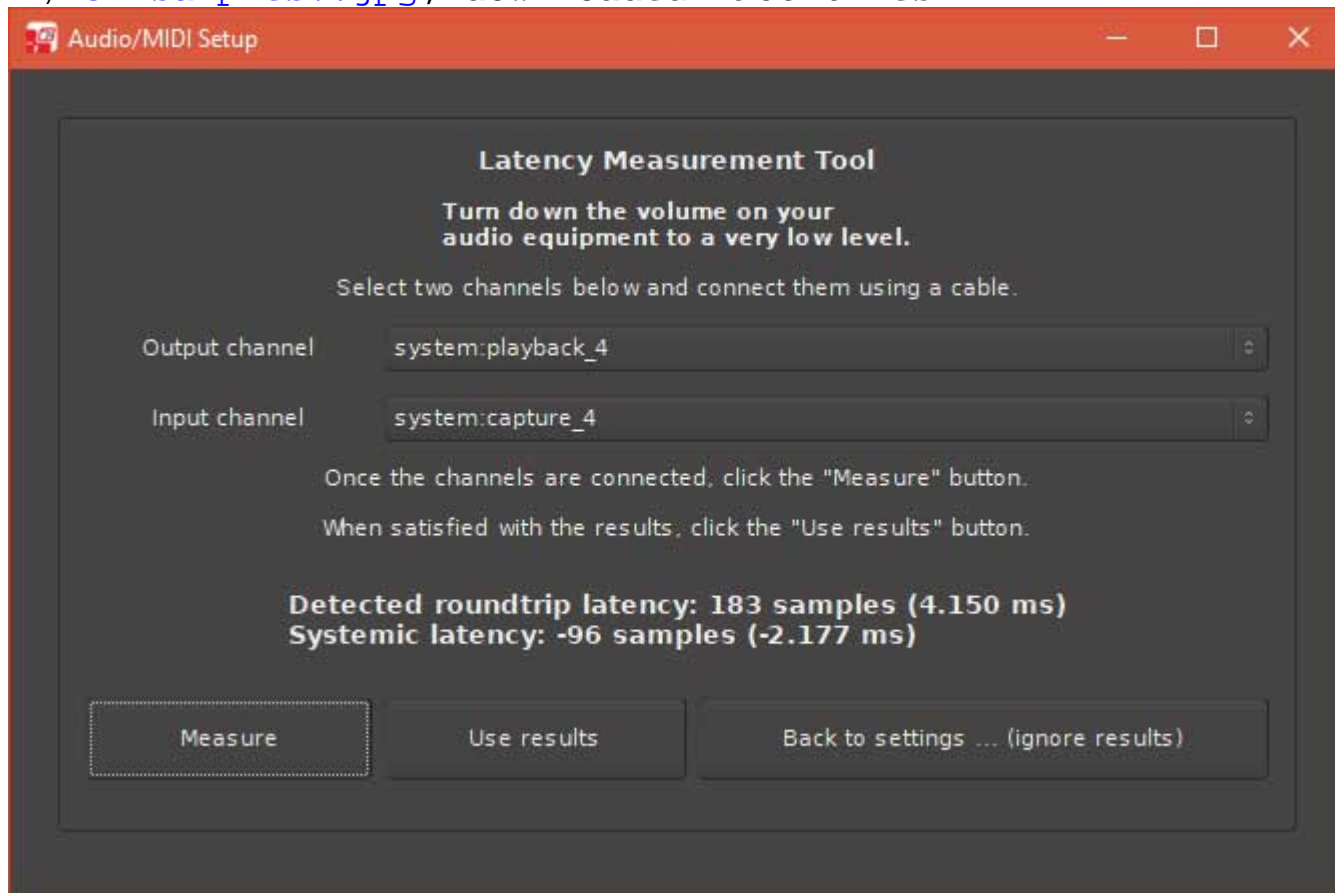 Audio/MIDI Setup
Latency Measurement Tool
Turn down the volume on your
audio equipment to a very low level.
Select two channels below and connect them using a cable.
Output channel system:playback_4
Input channel system:capture_4
Once the channels are connected, click the "Measure" button.
When satisfied with the results, click the "Use results" button.
Detected roundtrip latency: 183 samples (4.150 ms)
Systemic latency: -96 samples (-2.177 ms)
Measure Use results Back to settings ... (ignore results)